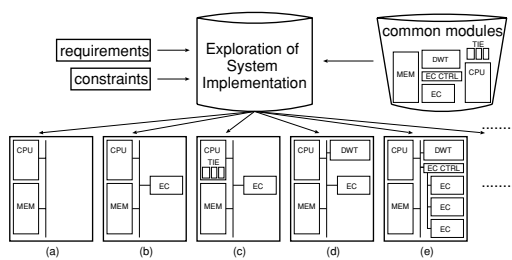 requirements
constraints
Exploration of
System
Implementation
common modules
TIE
MEM
DWT
EC CTRL
EC
CPU
CPU
MEM
(a)
CPU
MEM
EC
(b)
CPU
TIE
MEM
EC
(c)
CPU
MEM
DWT
EC
(d)
CPU
MEM
DWT
EC CTRL
EC
EC
EC
(e)
........
........